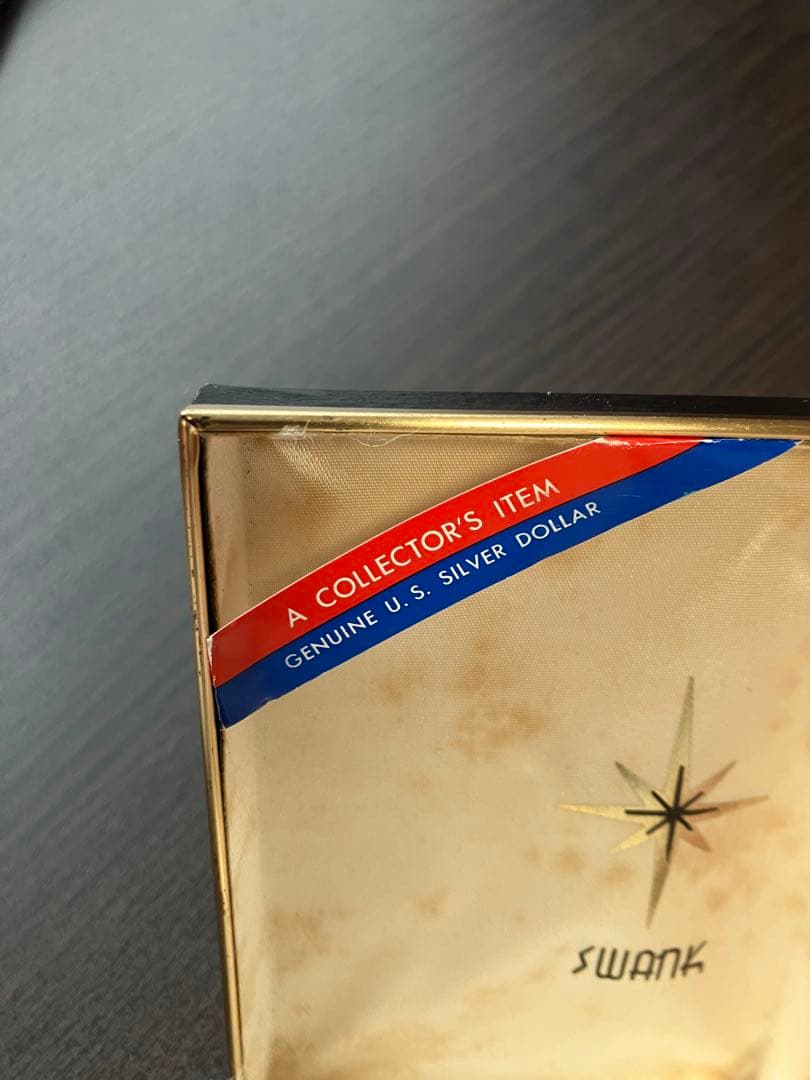 A COLLECTOR'S ITEM
GENUINE U.S. SILVER DOLLAR
SWANK